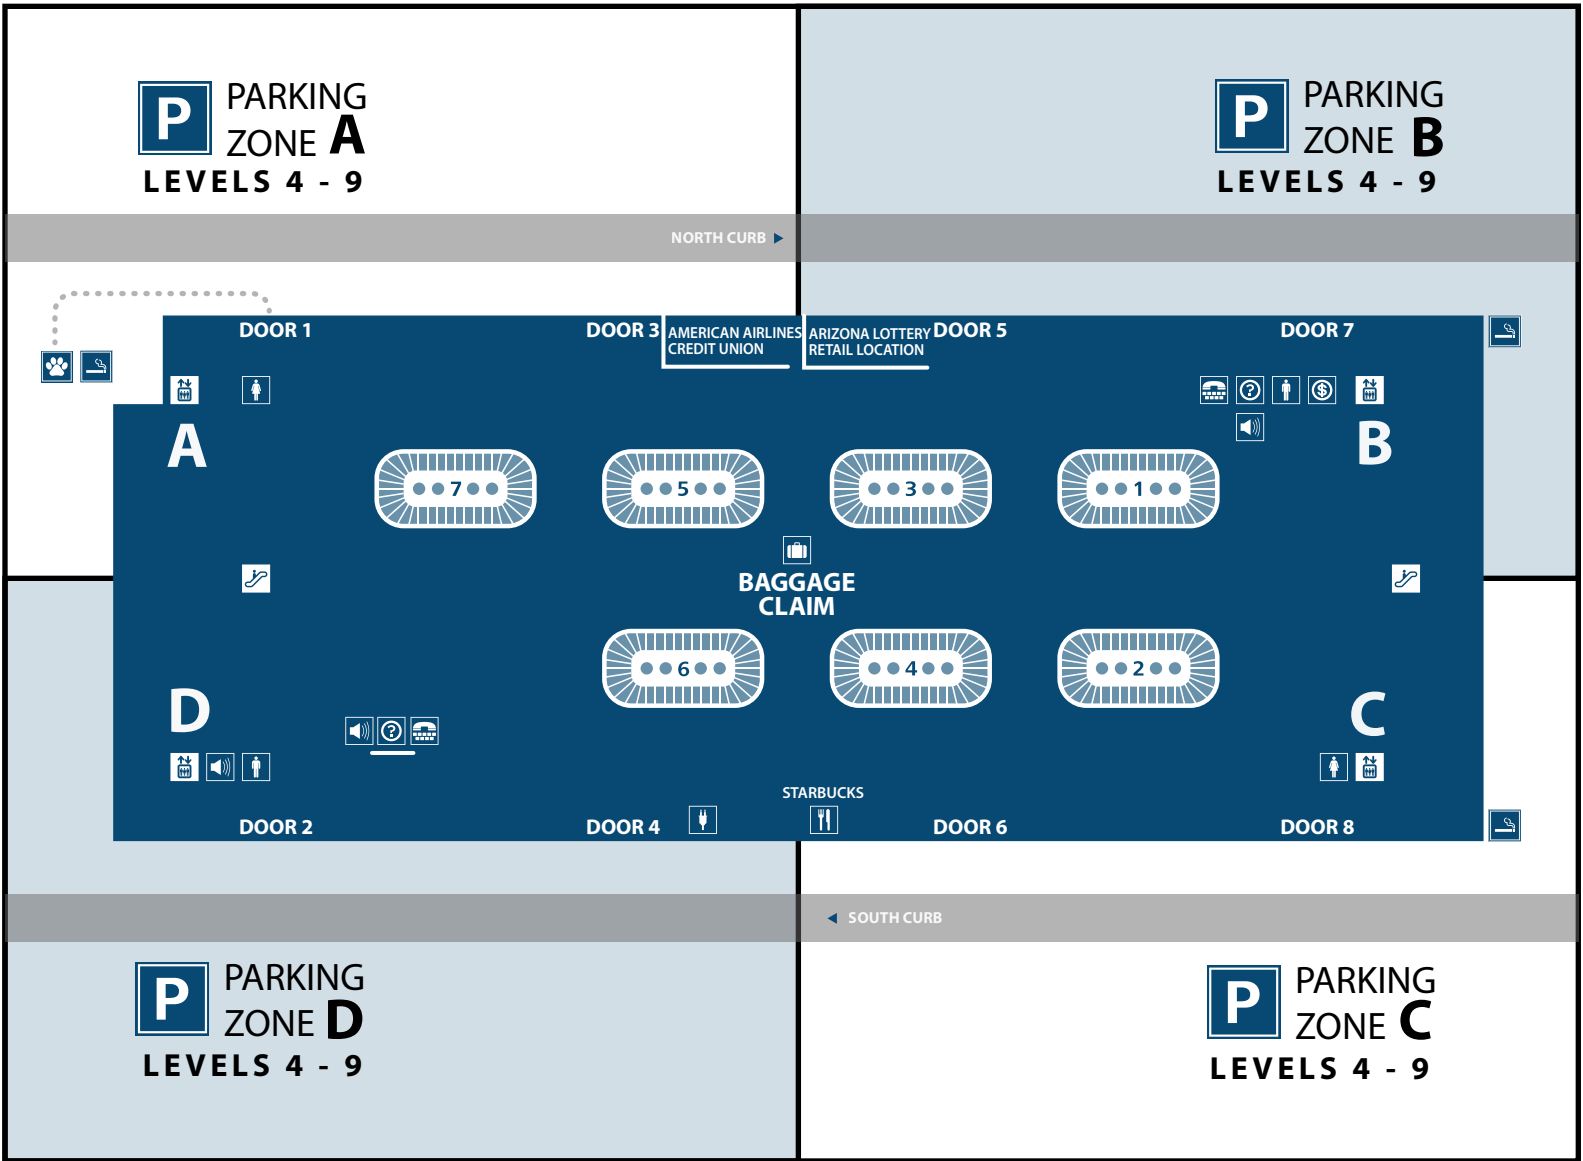 P
PARKING
ZONE A
LEVELS 4 - 9
P
PARKING
ZONE B
LEVELS 4 - 9
NORTH CURB
DOOR 1
DOOR 3
AMERICAN AIRLINES
CREDIT UNION
ARIZONA LOTTERY
RETAIL LOCATION
DOOR 5
DOOR 7
?
$
A
B
7
5
3
1
BAGGAGE
CLAIM
6
4
2
D
C
?
STARBUCKS
DOOR 2
DOOR 4
DOOR 6
DOOR 8
SOUTH CURB
P
PARKING
ZONE D
LEVELS 4 - 9
P
PARKING
ZONE C
LEVELS 4 - 9